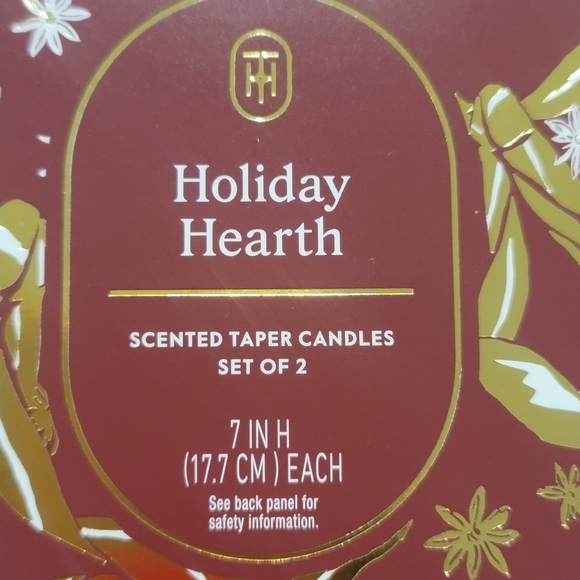 TH
Holiday
Hearth
SCENTED TAPER CANDLES
SET OF 2
7 IN H
(17.7 CM ) EACH
See back panel for
safety information.